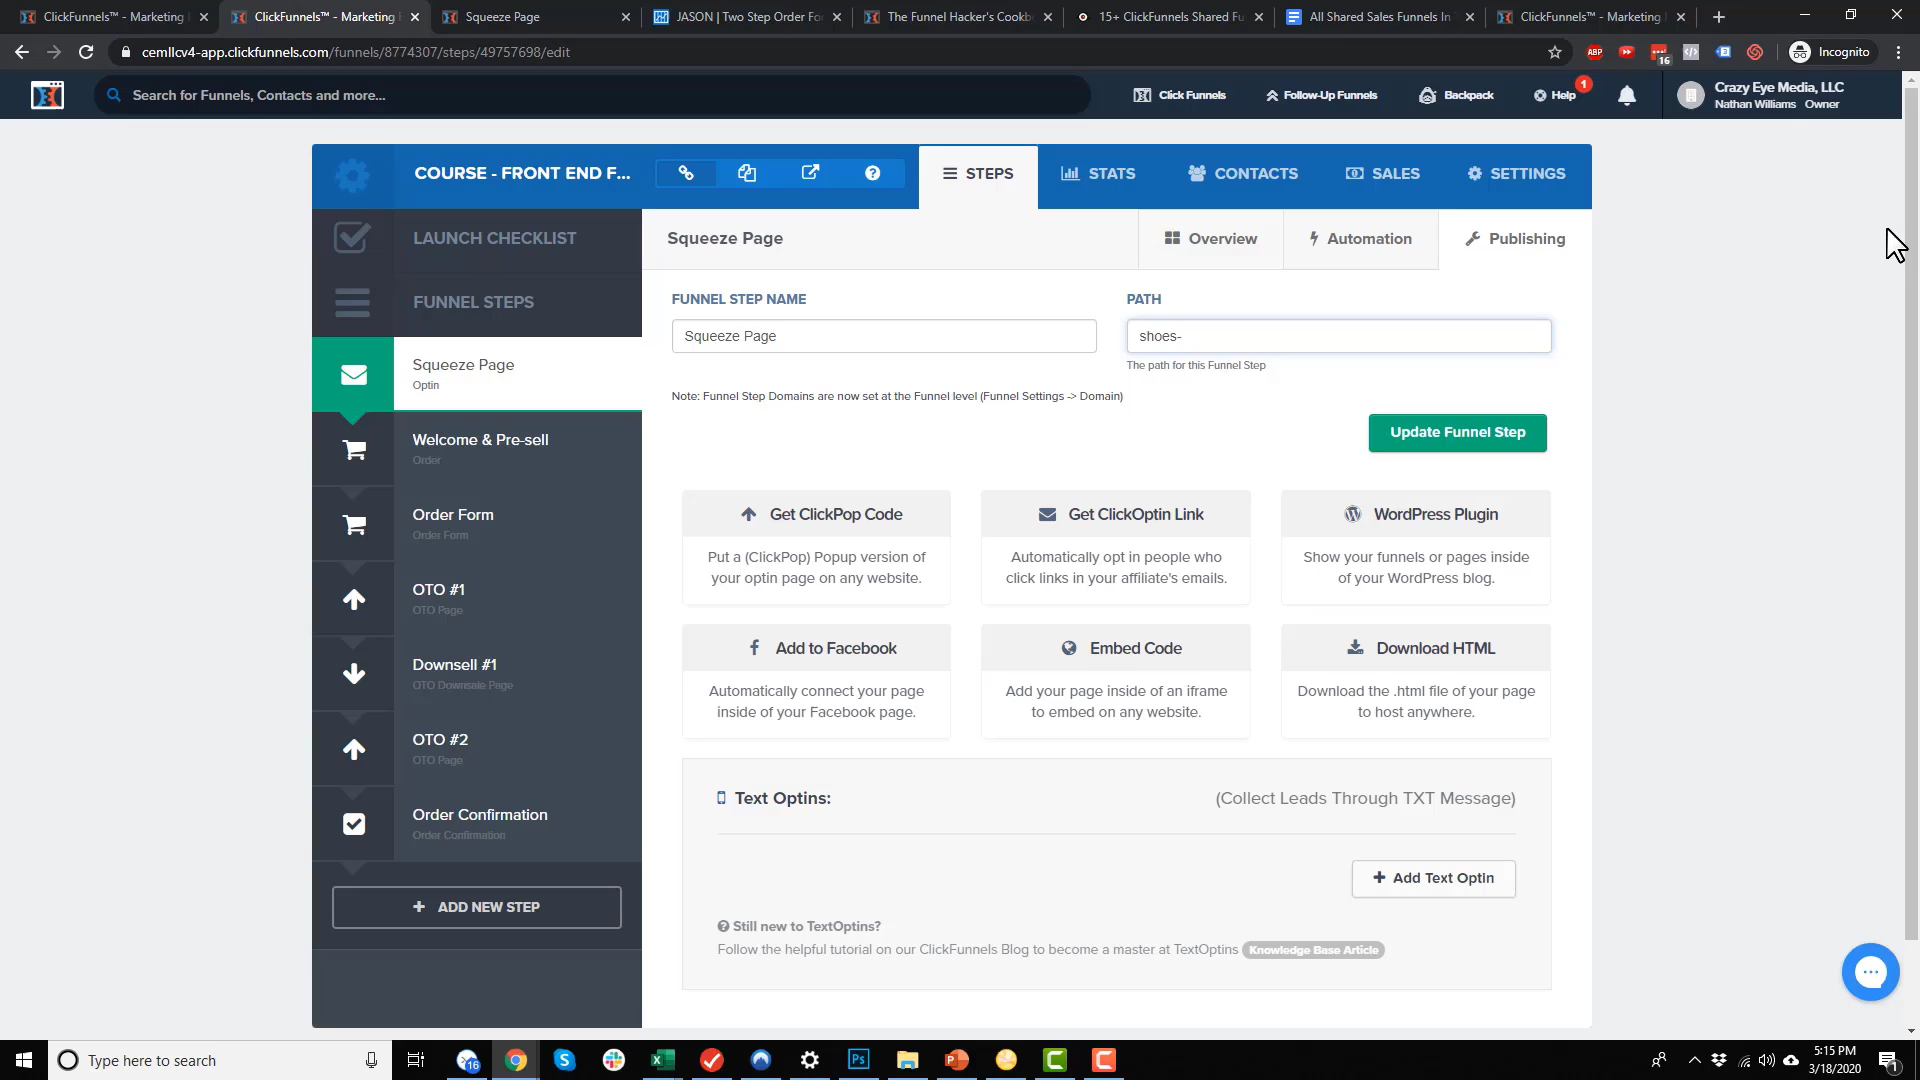 ClickFunnels™ - Marketing
ClickFunnels™ - Marketing
Squeeze Page
JASON | Two Step Order Fo
The Funnel Hacker's Cookb
15+ ClickFunnels Shared Fu
All Shared Sales Funnels In
ClickFunnels™ - Marketing
cemllcv4-app.clickfunnels.com/funnels/8774307/steps/49757698/edit
ABP
16
Incognito
Search for Funnels, Contacts and more...
Click Funnels
Follow-Up Funnels
Backpack
Help
1
Crazy Eye Media, LLC
Nathan Williams Owner
COURSE - FRONT END F...
STEPS
STATS
CONTACTS
SALES
SETTINGS
LAUNCH CHECKLIST
FUNNEL STEPS
Squeeze Page
Optin
Welcome & Pre-sell
Order
Order Form
Order Form
OTO #1
OTO Page
Downsell #1
OTO Downsale Page
OTO #2
OTO Page
Order Confirmation
Order Confirmation
+ ADD NEW STEP
Squeeze Page
Overview
Automation
Publishing
FUNNEL STEP NAME
PATH
Squeeze Page
shoes-
The path for this Funnel Step
Note: Funnel Step Domains are now set at the Funnel level (Funnel Settings -> Domain)
Update Funnel Step
Get ClickPop Code
Put a (ClickPop) Popup version of
your optin page on any website.
Get ClickOptin Link
Automatically opt in people who
click links in your affiliate's emails.
WordPress Plugin
Show your funnels or pages inside
of your WordPress blog.
Add to Facebook
Automatically connect your page
inside of your Facebook page.
Embed Code
Add your page inside of an iframe
to embed on any website.
Download HTML
Download the .html file of your page
to host anywhere.
Text Optins:
(Collect Leads Through TXT Message)
+ Add Text Optin
Still new to TextOptins?
Follow the helpful tutorial on our ClickFunnels Blog to become a master at TextOptins Knowledge Base Article
Type here to search
16
Ps
5:15 PM
3/18/2020
1